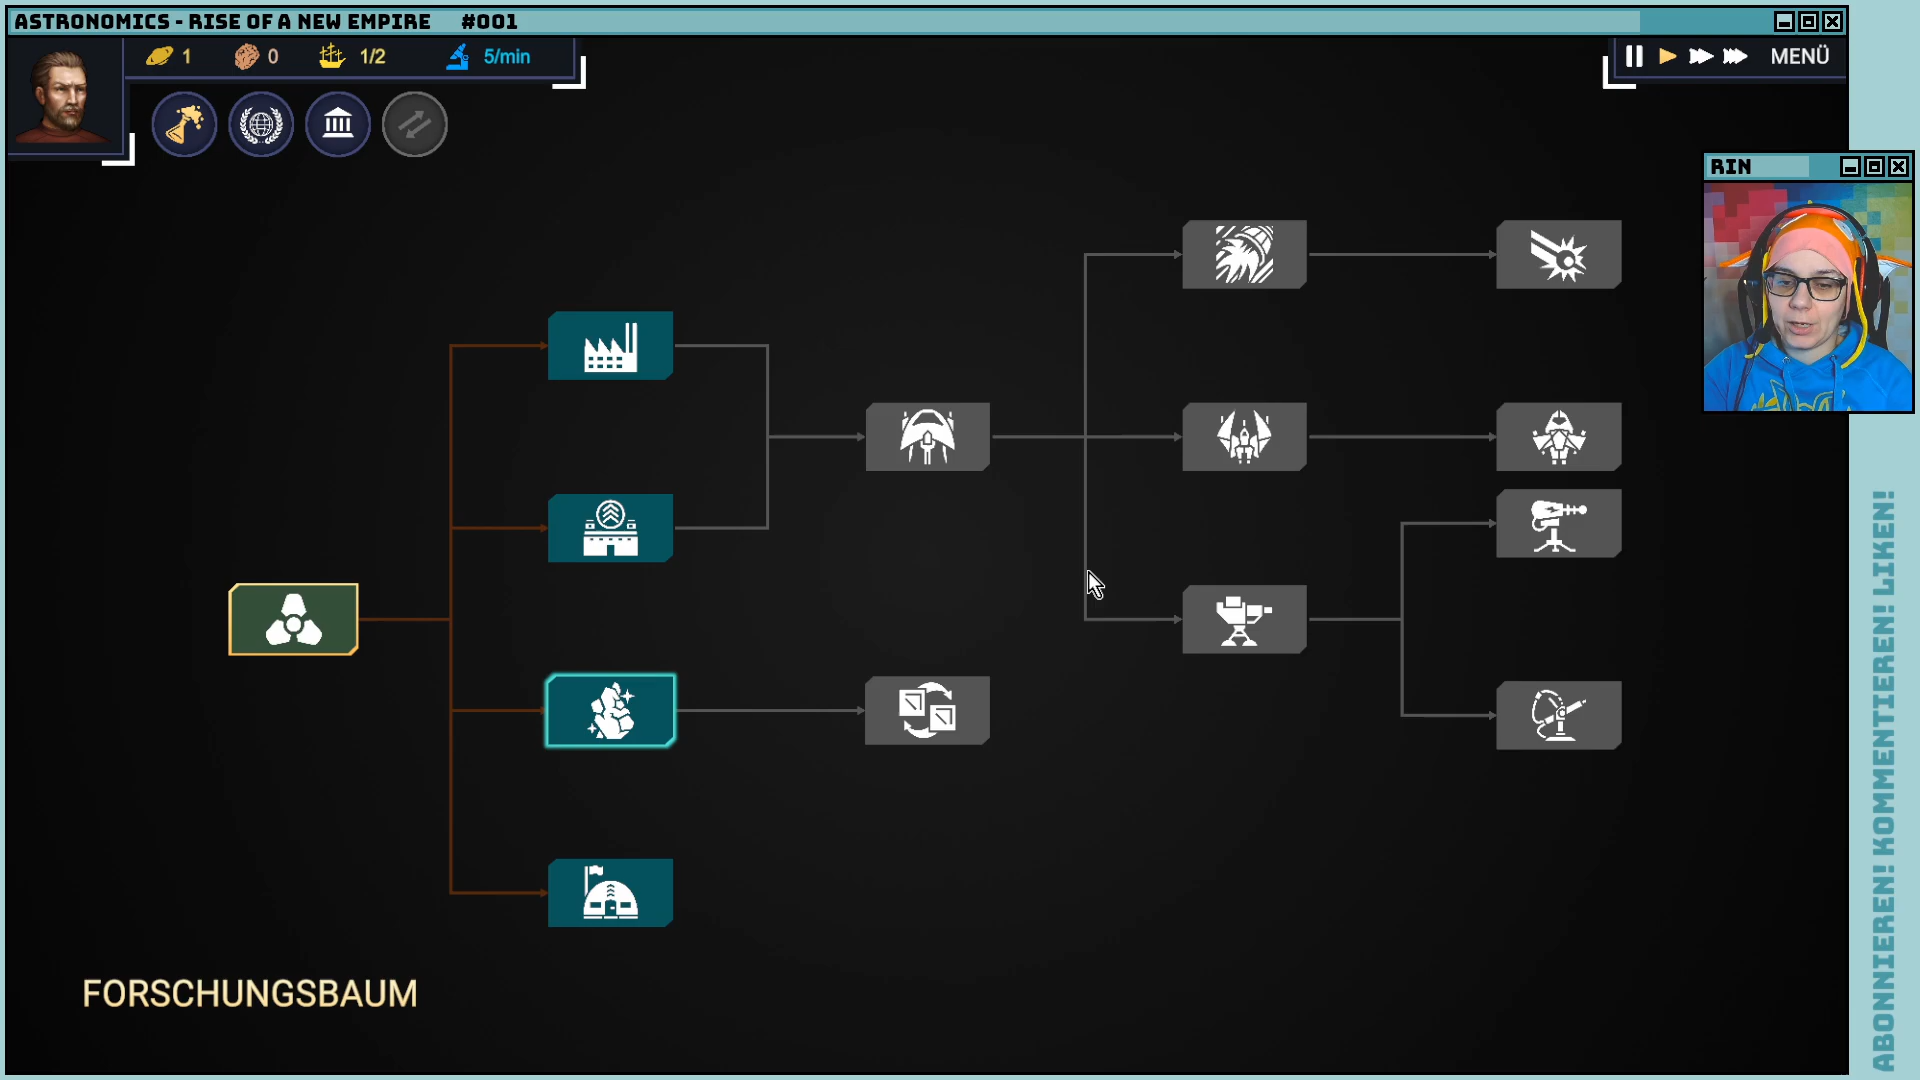 ASTRONOMICS - RISE OF A NEW EMPIRE #001
1 0 1/2 5/min
MENÜ
RIN
FORSCHUNGSBAUM
ABONNIEREN! KOMMENTIEREN! LIKEN!